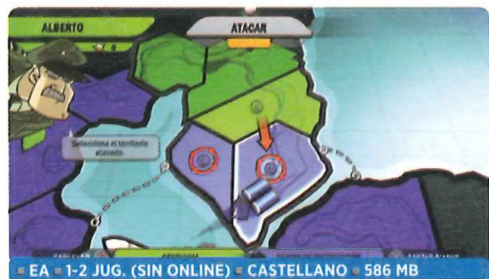 ALBERTO
ATACAR
Selecciona el territorio
atacado.
EA ▪ 1-2 JUG. (SIN ONLINE) ▪ CASTELLANO ▪ 586 MB